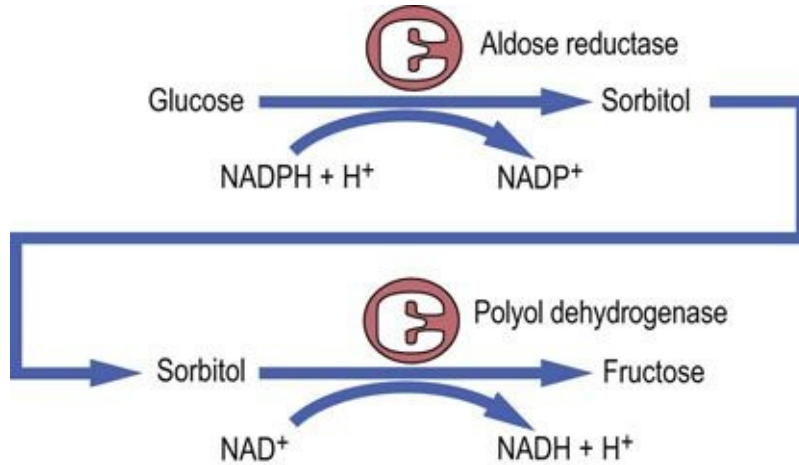 Aldose reductase
Glucose Sorbitol
NADPH + H⁺ NADP⁺
Polyol dehydrogenase
Sorbitol Fructose
NAD⁺ NADH + H⁺